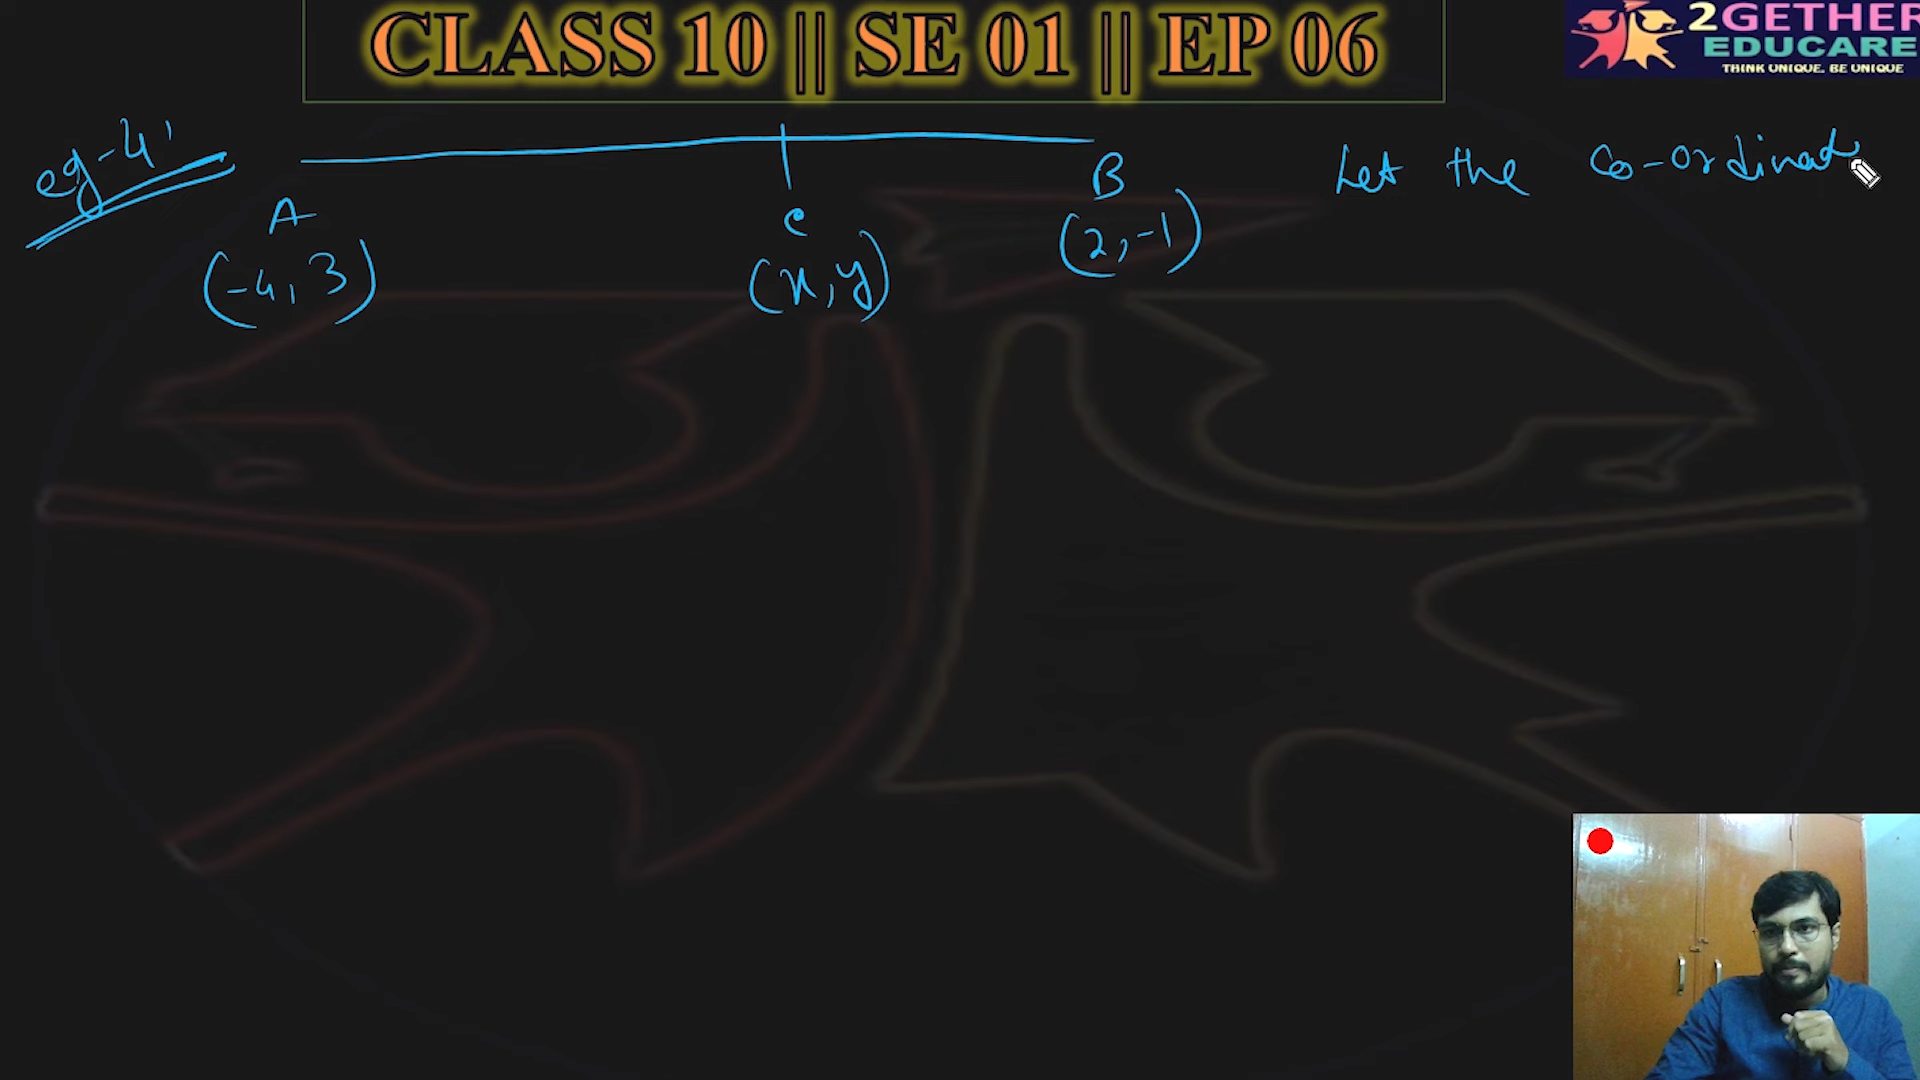 CLASS 10 || SE 01 || EP 06
2GETHER
EDUCARE
THINK UNIQUE. BE UNIQUE
eg-4'
Let the Co-ordinate
A
C
B
(-4, 3)
(x, y)
(2, -1)